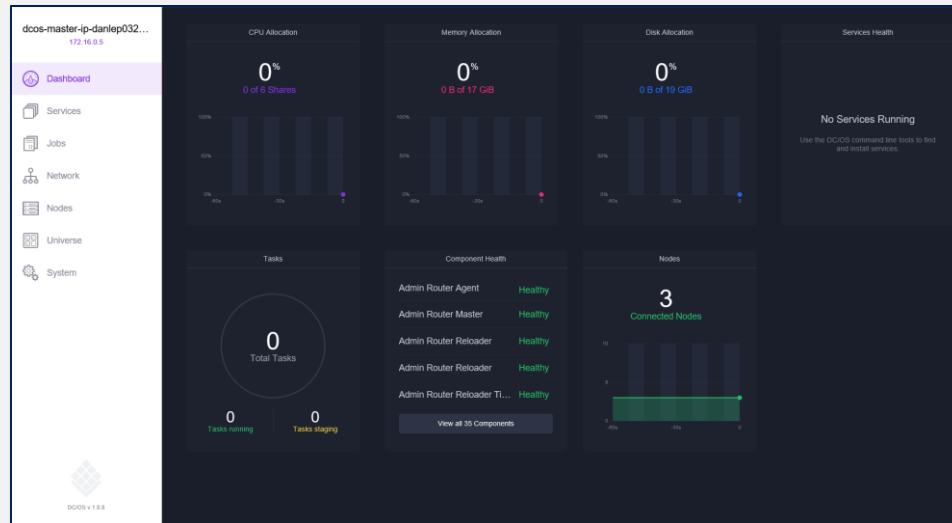 dcos-master-ip-danlep032...
172.16.0.5
Dashboard
Services
Jobs
Network
Nodes
Universe
System
DC/OS v.1.8.8
CPU Allocation
0%
0 of 6 Shares
100%
50%
0%
-60s
-30s
0
Memory Allocation
0%
0 B of 17 GiB
100%
50%
0%
-60s
-30s
0
Disk Allocation
0%
0 B of 19 GiB
100%
50%
0%
-60s
-30s
0
Services Health
No Services Running
Use the DC/OS command line tools to find
and install services.
Tasks
0
Total Tasks
0
Tasks running
0
Tasks staging
Component Health
Admin Router Agent Healthy
Admin Router Master Healthy
Admin Router Reloader Healthy
Admin Router Reloader Healthy
Admin Router Reloader Ti... Healthy
View all 35 Components
Nodes
3
Connected Nodes
10
0
-60s
-30s
0